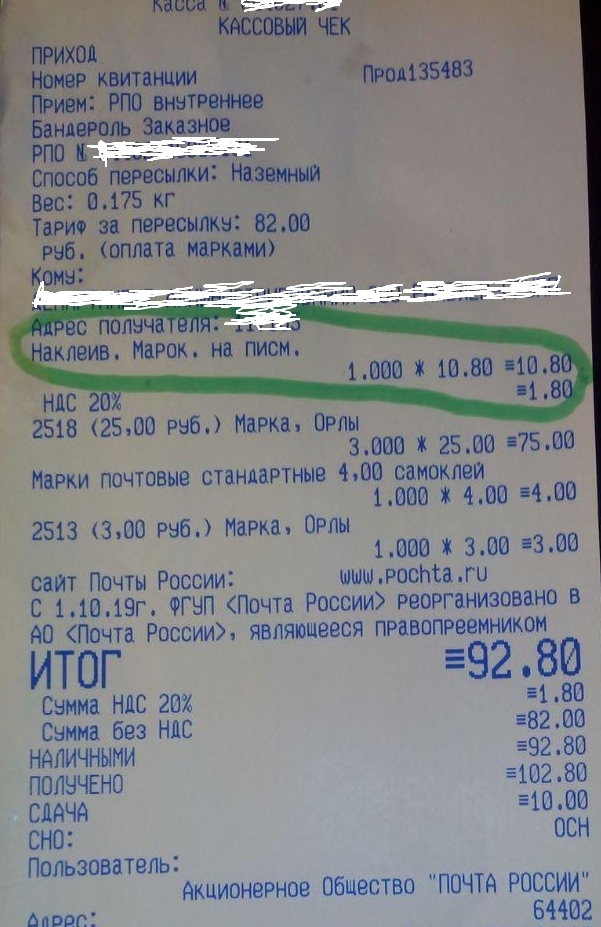 Касса №
КАССОВЫЙ ЧЕК
ПРИХОД
Номер квитанции Прод135483
Прием: РПО внутреннее
Бандероль Заказное
РПО №
Способ пересылки: Наземный
Вес: 0.175 кг
Тариф за пересылку: 82.00
руб. (оплата марками)
Кому:
Адрес получателя:
Наклеив. Марок. на писм.
1.000 * 10.80 ≡10.80
≡1.80
НДС 20%
2518 (25,00 руб.) Марка, Орлы
3.000 * 25.00 ≡75.00
Марки почтовые стандартные 4,00 самоклей
1.000 * 4.00 ≡4.00
2513 (3,00 руб.) Марка, Орлы
1.000 * 3.00 ≡3.00
сайт Почты России: www.pochta.ru
С 1.10.19г. ФГУП <Почта России> реорганизовано в
АО <Почта России>, являющееся правопреемником
ИТОГ ≡92.80
Сумма НДС 20% ≡1.80
Сумма без НДС ≡82.00
НАЛИЧНЫМИ ≡92.80
ПОЛУЧЕНО ≡102.80
СДАЧА ≡10.00
СНО: ОСН
Пользователь:
Акционерное Общество "ПОЧТА РОССИИ"
64402
Адрес: